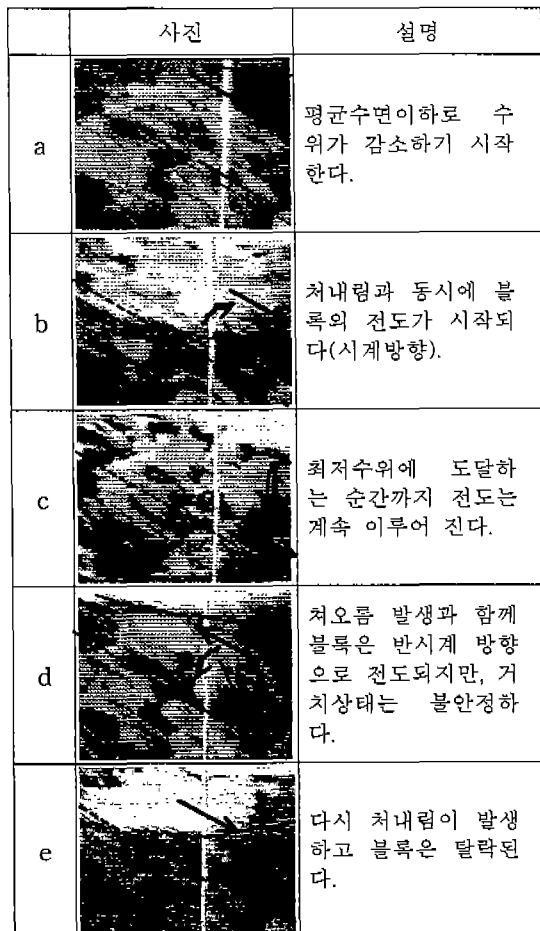 사진 설명
a
평균수면이하로 수
위가 감소하기 시작
한다.
b
처내림과 동시에 블
록의 전도가 시작되
다(시계방향).
c
최저수위에 도달하
는 순간까지 전도는
계속 이루어 진다.
d
처오름 발생과 함께
블록은 반시계 방향
으로 전도되지만, 거
치상태는 불안정하
다.
e
다시 처내림이 발생
하고 블록은 탈락된
다.